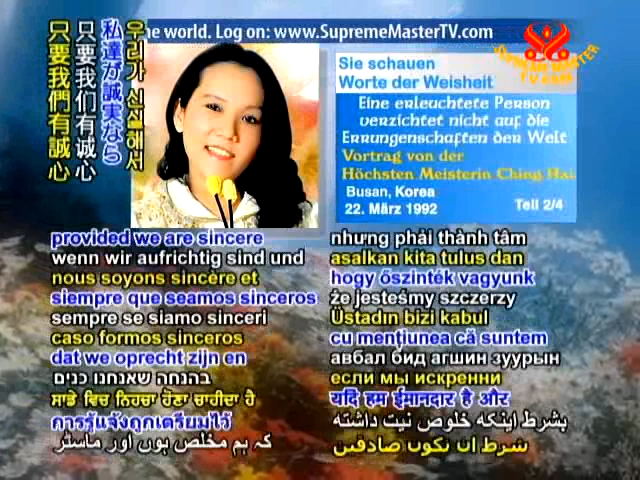 he world. Log on: www.SupremeMasterTV.com
SUPREME MASTER
TV.com
只要我們有誠心
只要我们有诚心
私達が誠実なら
우리가 신실해서
Sie schauen
Worte der Weisheit
Eine erleuchtete Person
verzichtet nicht auf die
Errungenschaften der Welt
Vortrag von der
Höchsten Meisterin Ching Hai
Busan, Korea
22. März 1992
Teil 2/4
provided we are sincere
wenn wir aufrichtig sind und
nous soyons sincère et
siempre que seamos sinceros
sempre se siamo sinceri
caso formos sinceros
dat we oprecht zijn en
בהנחה שאנחנו כנים
ਸਾਡੇ ਵਿਚ ਨਿਹਚਾ ਹੋਣਾ ਚਾਹੀਦਾ ਹੈ
การรู้แจ้งถูกเตรียมไว้
کہ ہم مخلص ہوں اور ماسٹر
nhưng phải thành tâm
asalkan kita tulus dan
hogy őszinték vagyunk
że jesteśmy szczerzy
Üstadın bizi kabul
cu mențiunea că suntem
авбал бид агшин зуурын
если мы искренни
यदि हम ईमानदार है और
بشرط اینکه خلوص نیت داشته
شرط ان نكون صادقين